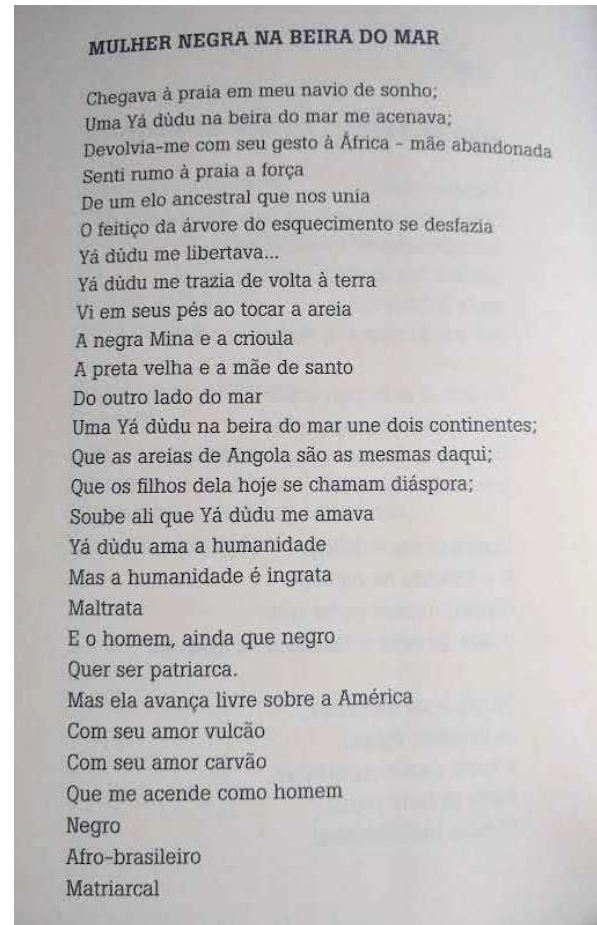 MULHER NEGRA NA BEIRA DO MAR
Chegava à praia em meu navio de sonho;
Uma Yá dùdu na beira do mar me acenava;
Devolvia-me com seu gesto à África – mãe abandonada
Senti rumo à praia a força
De um elo ancestral que nos unia
O feitiço da árvore do esquecimento se desfazia
Yá dùdu me libertava...
Yá dùdu me trazia de volta à terra
Vi em seus pés ao tocar a areia
A negra Mina e a crioula
A preta velha e a mãe de santo
Do outro lado do mar
Uma Yá dùdu na beira do mar une dois continentes;
Que as areias de Angola são as mesmas daqui;
Que os filhos dela hoje se chamam diáspora;
Soube ali que Yá dùdu me amava
Yá dùdu ama a humanidade
Mas a humanidade é ingrata
Maltrata
E o homem, ainda que negro
Quer ser patriarca.
Mas ela avança livre sobre a América
Com seu amor vulcão
Com seu amor carvão
Que me acende como homem
Negro
Afro-brasileiro
Matriarcal